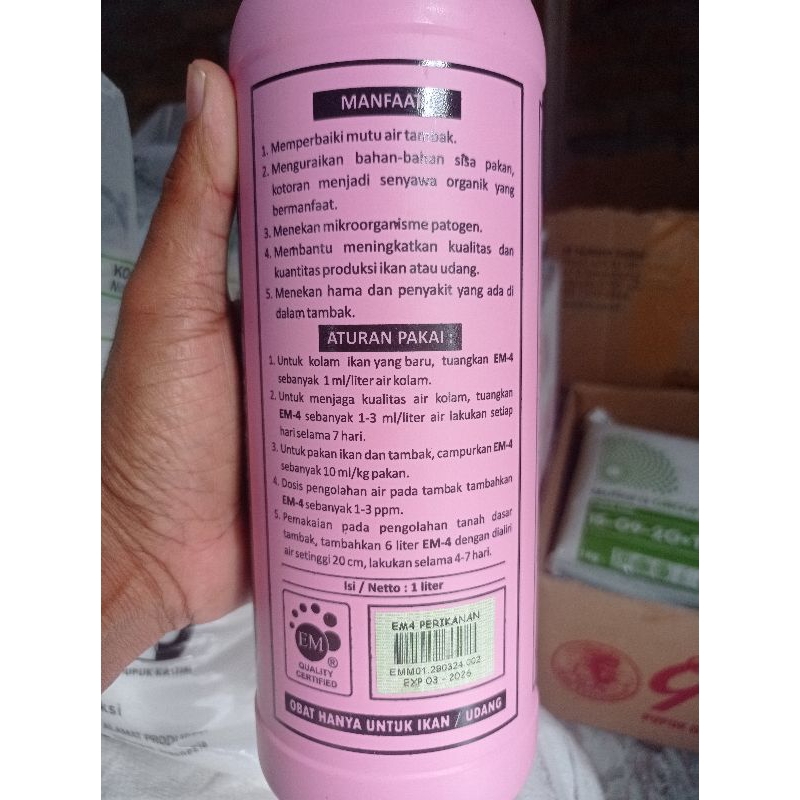 MANFAAT
1. Memperbaiki mutu air tambak.
2. Menguraikan bahan-bahan sisa pakan,
kotoran menjadi senyawa organik yang
bermanfaat.
3. Menekan mikroorganisme patogen.
4. Membantu meningkatkan kualitas dan
kuantitas produksi ikan atau udang.
5. Menekan hama dan penyakit yang ada di
dalam tambak.
ATURAN PAKAI :
1. Untuk kolam ikan yang baru, tuangkan EM-4
sebanyak 1 ml/liter air kolam.
2. Untuk menjaga kualitas air kolam, tuangkan
EM-4 sebanyak 1-3 ml/liter air lakukan setiap
hari selama 7 hari.
3. Untuk pakan ikan dan tambak, campurkan EM-4
sebanyak 10 ml/kg pakan.
4. Dosis pengolahan air pada tambak tambahkan
EM-4 sebanyak 1-3 ppm.
5. Pemakaian pada pengolahan tanah dasar
tambak, tambahkan 6 liter EM-4 dengan dialiri
air setinggi 20 cm, lakukan selama 4-7 hari.
Isi / Netto : 1 liter
EM
®
QUALITY
CERTIFIED
EM4 PERIKANAN
EMM01.290324.002
EXP 03 - 2026
OBAT HANYA UNTUK IKAN / UDANG